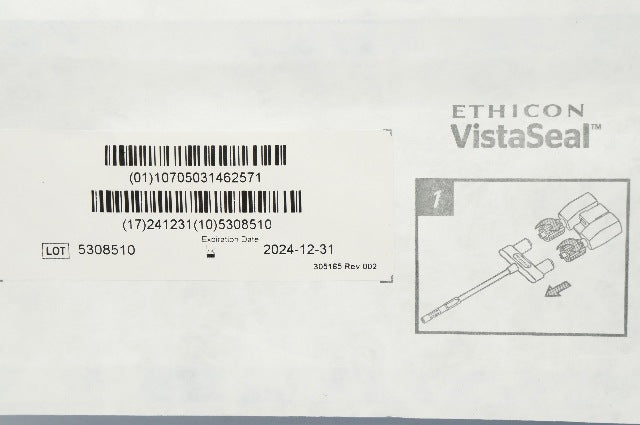 ETHICON
VistaSeal™
1
(01)10705031462571
(17)241231(10)5308510
Expiration Date
LOT 5308510 2024-12-31
305165 Rev 002